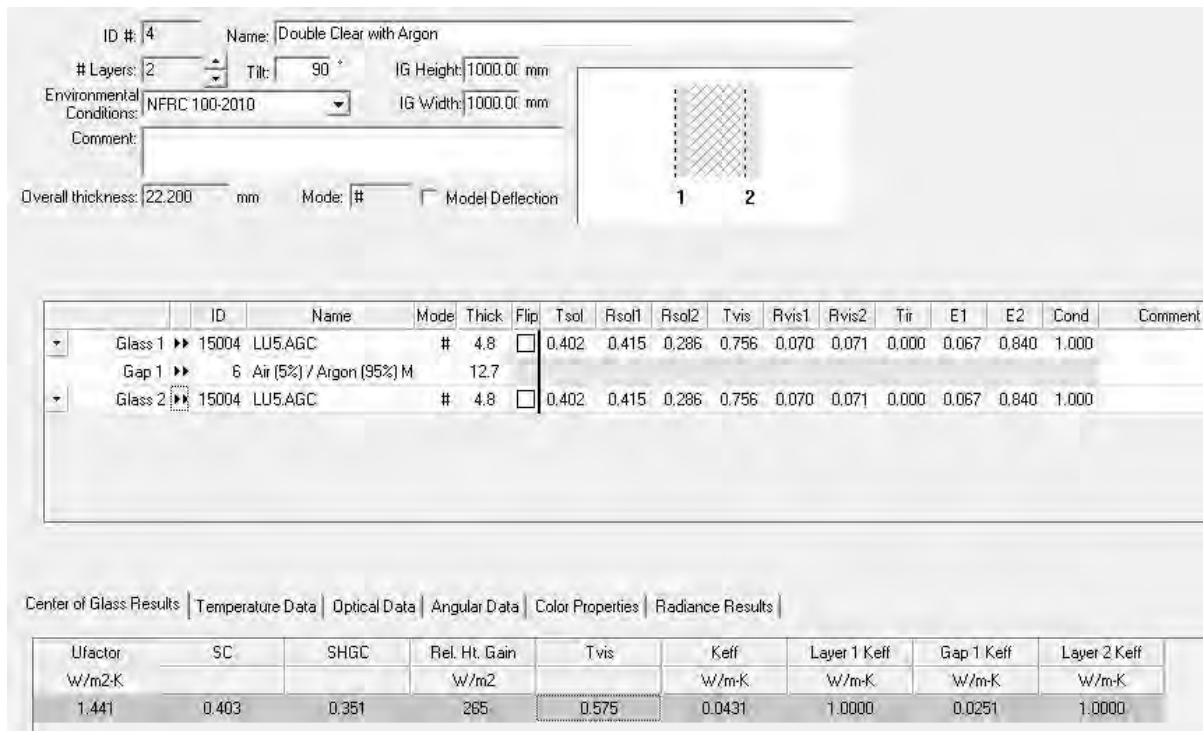 ID #: 4 Name: Double Clear with Argon
# Layers: 2 Tilt: 90 ° IG Height: 1000.00 mm
Environmental Conditions: NFRC 100-2010 IG Width: 1000.00 mm
Comment:
Overall thickness: 22.200 mm Mode: # Model Deflection
1 2
ID Name Mode Thick Flip Tsol Rsol1 Rsol2 Tvis Rvis1 Rvis2 Tir E1 E2 Cond Comment
Glass 1 15004 LU5.AGC # 4.8 0.402 0.415 0.286 0.756 0.070 0.071 0.000 0.067 0.840 1.000
Gap 1 6 Air (5%) / Argon (95%) M 12.7
Glass 2 15004 LU5.AGC # 4.8 0.402 0.415 0.286 0.756 0.070 0.071 0.000 0.067 0.840 1.000
Center of Glass Results Temperature Data Optical Data Angular Data Color Properties Radiance Results
Ufactor SC SHGC Rel. Ht. Gain Tvis Keff Layer 1 Keff Gap 1 Keff Layer 2 Keff
W/m2-K W/m2 W/m-K W/m-K W/m-K W/m-K
1.441 0.403 0.351 265 0.575 0.0431 1.0000 0.0251 1.0000